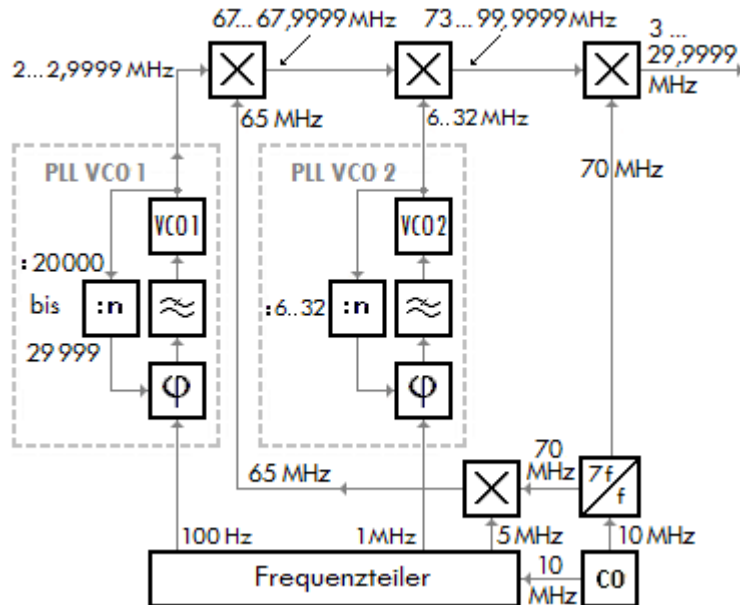 67... 67,9999 MHz
73 ... 99,9999 MHz
3 ...
29,9999
MHz
2...2,9999 MHz
65 MHz
6..32 MHz
70 MHz
PLL VCO 1
PLL VCO 2
VCO1
VCO2
:20000
bis
29 999
:n
:6..32
:n
φ
φ
65 MHz
70
MHz
7f
f
100 Hz
1MHz
5 MHz
10 MHz
Frequenzteiler
10
MHz
CO